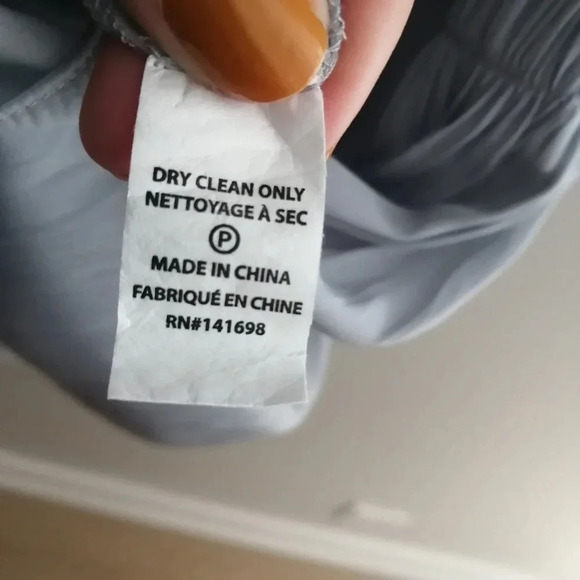 DRY CLEAN ONLY
NETTOYAGE À SEC
P
MADE IN CHINA
FABRIQUÉ EN CHINE
RN#141698